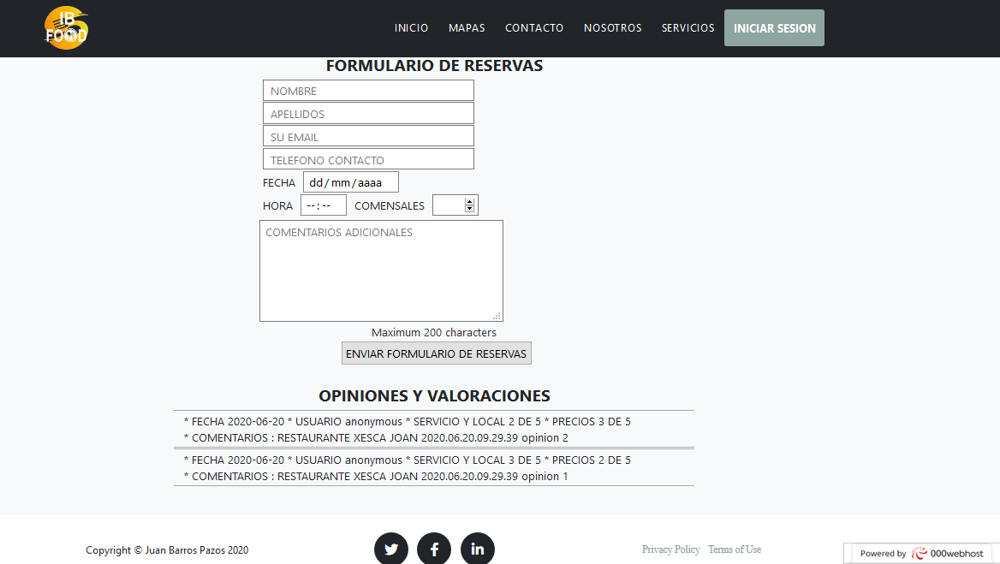 IB
FOOD
INICIO MAPAS CONTACTO NOSOTROS SERVICIOS INICIAR SESION
FORMULARIO DE RESERVAS
NOMBRE
APELLIDOS
SU EMAIL
TELEFONO CONTACTO
FECHA dd/mm/aaaa
HORA --:-- COMENSALES
COMENTARIOS ADICIONALES
Maximum 200 characters
ENVIAR FORMULARIO DE RESERVAS
OPINIONES Y VALORACIONES
* FECHA 2020-06-20 * USUARIO anonymous * SERVICIO Y LOCAL 2 DE 5 * PRECIOS 3 DE 5
* COMENTARIOS : RESTAURANTE XESCA JOAN 2020.06.20.09.29.39 opinion 2
* FECHA 2020-06-20 * USUARIO anonymous * SERVICIO Y LOCAL 3 DE 5 * PRECIOS 2 DE 5
* COMENTARIOS : RESTAURANTE XESCA JOAN 2020.06.20.09.29.39 opinion 1
Copyright © Juan Barros Pazos 2020 Privacy Policy Terms of Use Powered by 000webhost